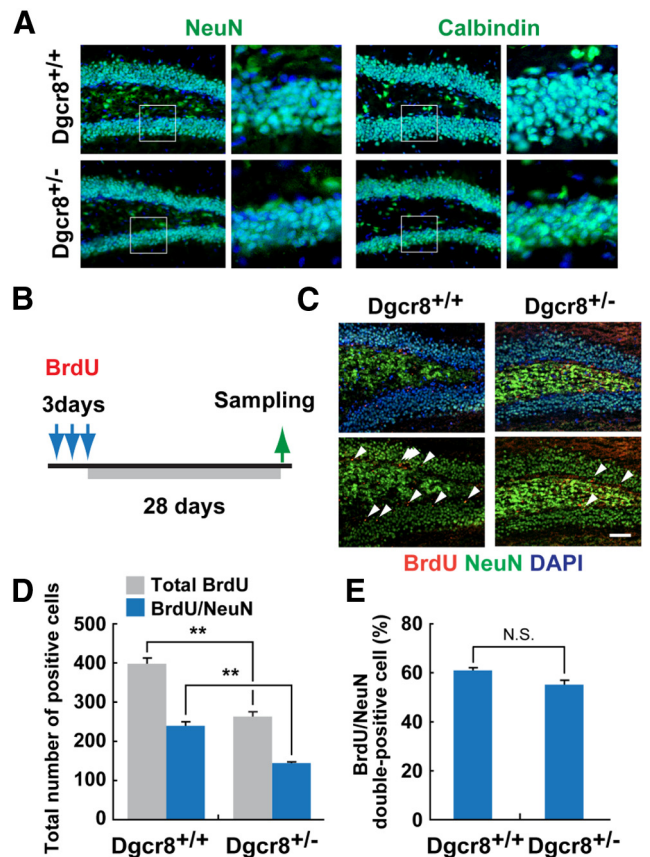 A
NeuN
Calbindin
Dgcr8+/+
Dgcr8+/-
B
BrdU
3days
Sampling
28 days
C
Dgcr8+/+
Dgcr8+/-
BrdU NeuN DAPI
D
Total number of positive cells
Total BrdU
BrdU/NeuN
500
400
300
200
100
0
**
**
Dgcr8+/+
Dgcr8+/-
E
BrdU/NeuN
double-positive cell (%)
80
60
40
20
0
N.S.
Dgcr8+/+
Dgcr8+/-